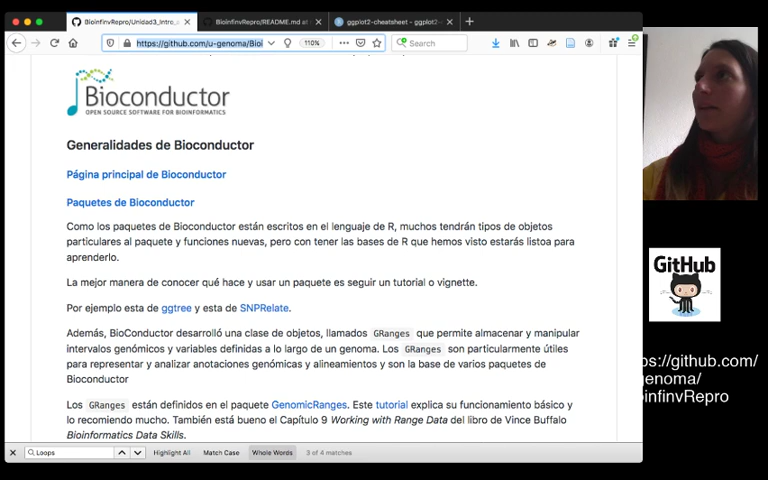 BioinfinvRepro/Unidad3_Intro_
BioinfinvRepro/README.md at
ggplot2-cheatsheet - ggplot2-
https://github.com/u-genoma/Bioi
110%
Search
Bioconductor
OPEN SOURCE SOFTWARE FOR BIOINFORMATICS
Generalidades de Bioconductor
Página principal de Bioconductor
Paquetes de Bioconductor
Como los paquetes de Bioconductor están escritos en el lenguaje de R, muchos tendrán tipos de objetos
particulares al paquete y funciones nuevas, pero con tener las bases de R que hemos visto estarás listoa para
aprenderlo.
La mejor manera de conocer qué hace y usar un paquete es seguir un tutorial o vignette.
Por ejemplo esta de ggtree y esta de SNPRelate.
Además, BioConductor desarrolló una clase de objetos, llamados GRanges que permite almacenar y manipular
intervalos genómicos y variables definidas a lo largo de un genoma. Los GRanges son particularmente útiles
para representar y analizar anotaciones genómicas y alineamientos y son la base de varios paquetes de
Bioconductor
Los GRanges están definidos en el paquete GenomicRanges. Este tutorial explica su funcionamiento básico y
lo recomiendo mucho. También está bueno el Capítulo 9 Working with Range Data del libro de Vince Buffalo
Bioinformatics Data Skills.
Loops
Highlight All
Match Case
Whole Words
3 of 4 matches
GitHub
ps://github.com/
genoma/
oinfinvRepro